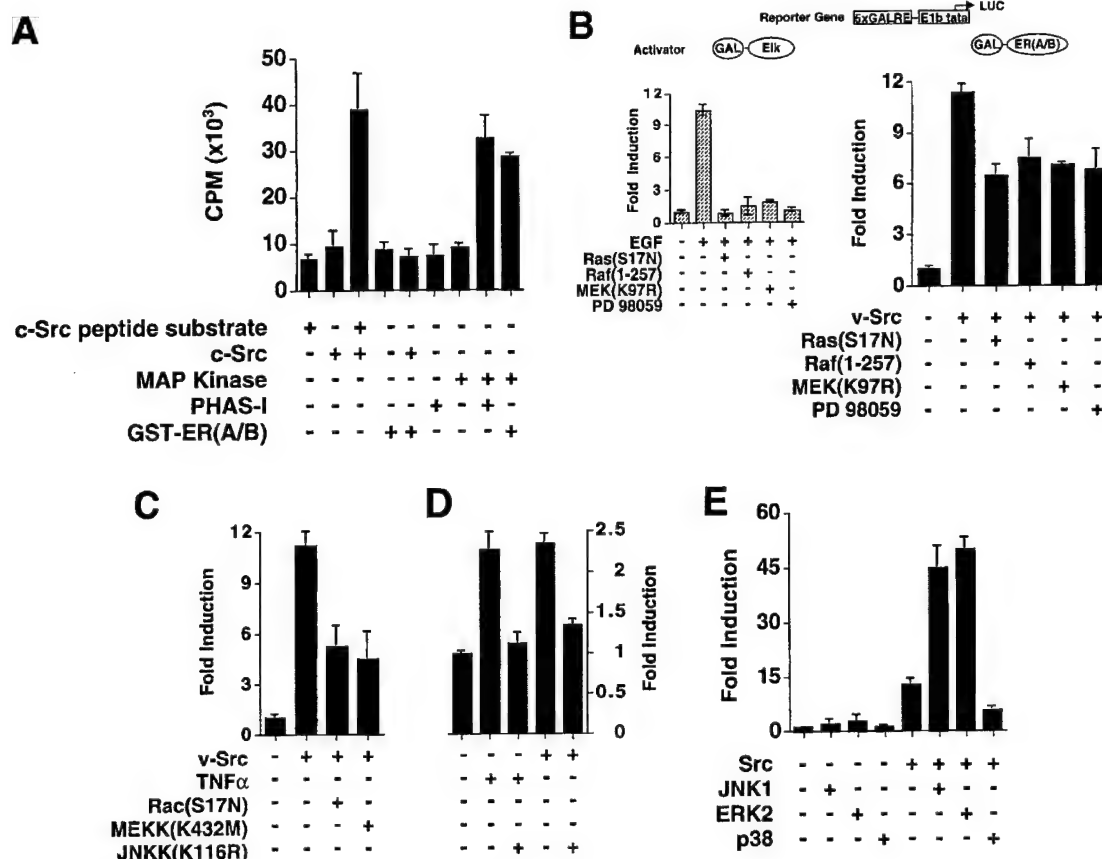 A
CPM (x10³)
50
40
30
20
10
0
c-Src peptide substrate + - + - - - - - -
c-Src - + + - + - - - -
MAP Kinase - - - - - - + + +
PHAS-I - - - - - + - + -
GST-ER(A/B) - - - + + - - - +
B
Reporter Gene 5xGALRE E1b tata LUC
Activator GAL Elk
GAL ER(A/B)
Fold Induction
12
9
6
3
0
EGF - + + + + +
Ras(S17N) - - + - - -
Raf(1-257) - - - + - -
MEK(K97R) - - - - + -
PD 98059 - - - - - +
Fold Induction
12
9
6
3
0
v-Src - + + + + +
Ras(S17N) - - + - - -
Raf(1-257) - - - + - -
MEK(K97R) - - - - + -
PD 98059 - - - - - +
C
Fold Induction
12
9
6
3
0
D
2.5
2
1.5
1
0.5
0
Fold Induction
v-Src - + + + - - - + +
TNFα - - - - - + + - -
Rac(S17N) - - + - - - - - -
MEKK(K432M) - - - + - - - - -
JNKK(K116R) - - - - - - + - +
E
Fold Induction
60
45
30
15
0
Src - - - - + + + +
JNK1 - + - - - + - -
ERK2 - - + - - - + -
p38 - - - + - - - +